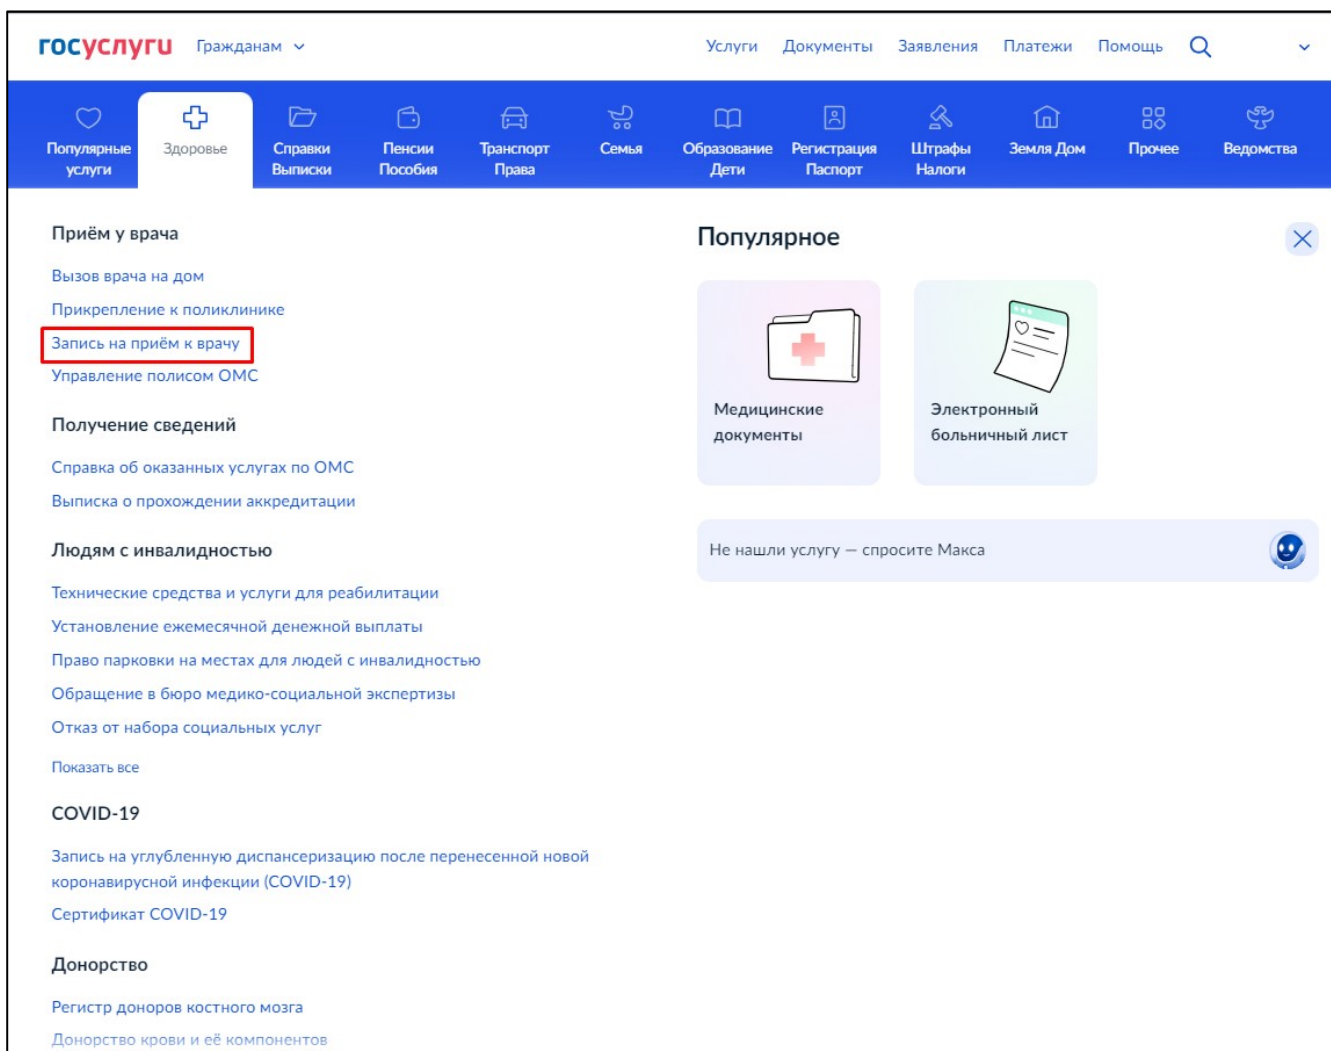 госуслуги Гражданам Услуги Документы Заявления Платежи Помощь
Популярные услуги
Здоровье
Справки Выписки
Пенсии Пособия
Транспорт Права
Семья
Образование Дети
Регистрация Паспорт
Штрафы Налоги
Земля Дом
Прочее
Ведомства
Приём у врача
Вызов врача на дом
Прикрепление к поликлинике
Запись на приём к врачу
Управление полисом ОМС
Получение сведений
Справка об оказанных услугах по ОМС
Выписка о прохождении аккредитации
Людям с инвалидностью
Технические средства и услуги для реабилитации
Установление ежемесячной денежной выплаты
Право парковки на местах для людей с инвалидностью
Обращение в бюро медико-социальной экспертизы
Отказ от набора социальных услуг
Показать все
COVID-19
Запись на углубленную диспансеризацию после перенесенной новой
коронавирусной инфекции (COVID-19)
Сертификат COVID-19
Донорство
Регистр доноров костного мозга
Донорство крови и её компонентов
Популярное
Медицинские
документы
Электронный
больничный лист
Не нашли услугу — спросите Макса